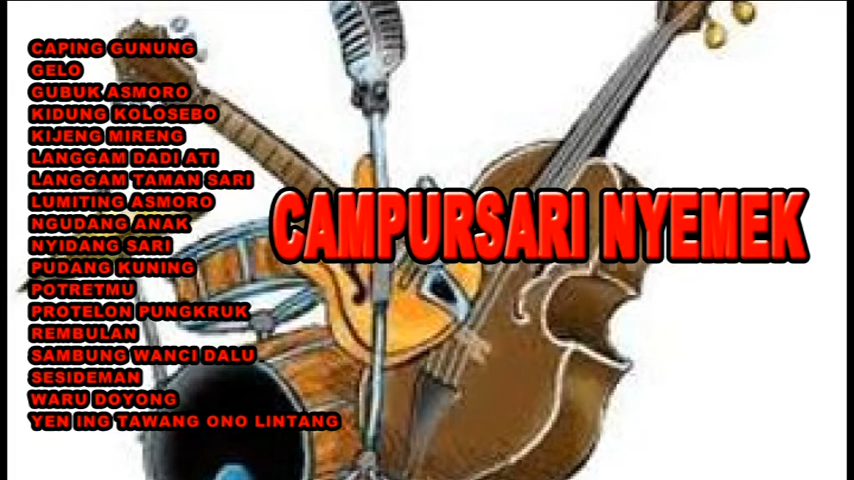 CAPING GUNUNG
GELO
GUBUK ASMORO
KIDUNG KOLOSEBO
KIJENG MIRENG
LANGGAM DADI ATI
LANGGAM TAMAN SARI
LUMITING ASMORO
NGUDANG ANAK
NYIDANG SARI
PUDANG KUNING
POTRETMU
PROTELON PUNGKRUK
REMBULAN
SAMBUNG WANCI DALU
SESIDEMAN
WARU DOYONG
YEN ING TAWANG ONO LINTANG
CAMPURSARI NYEMEK